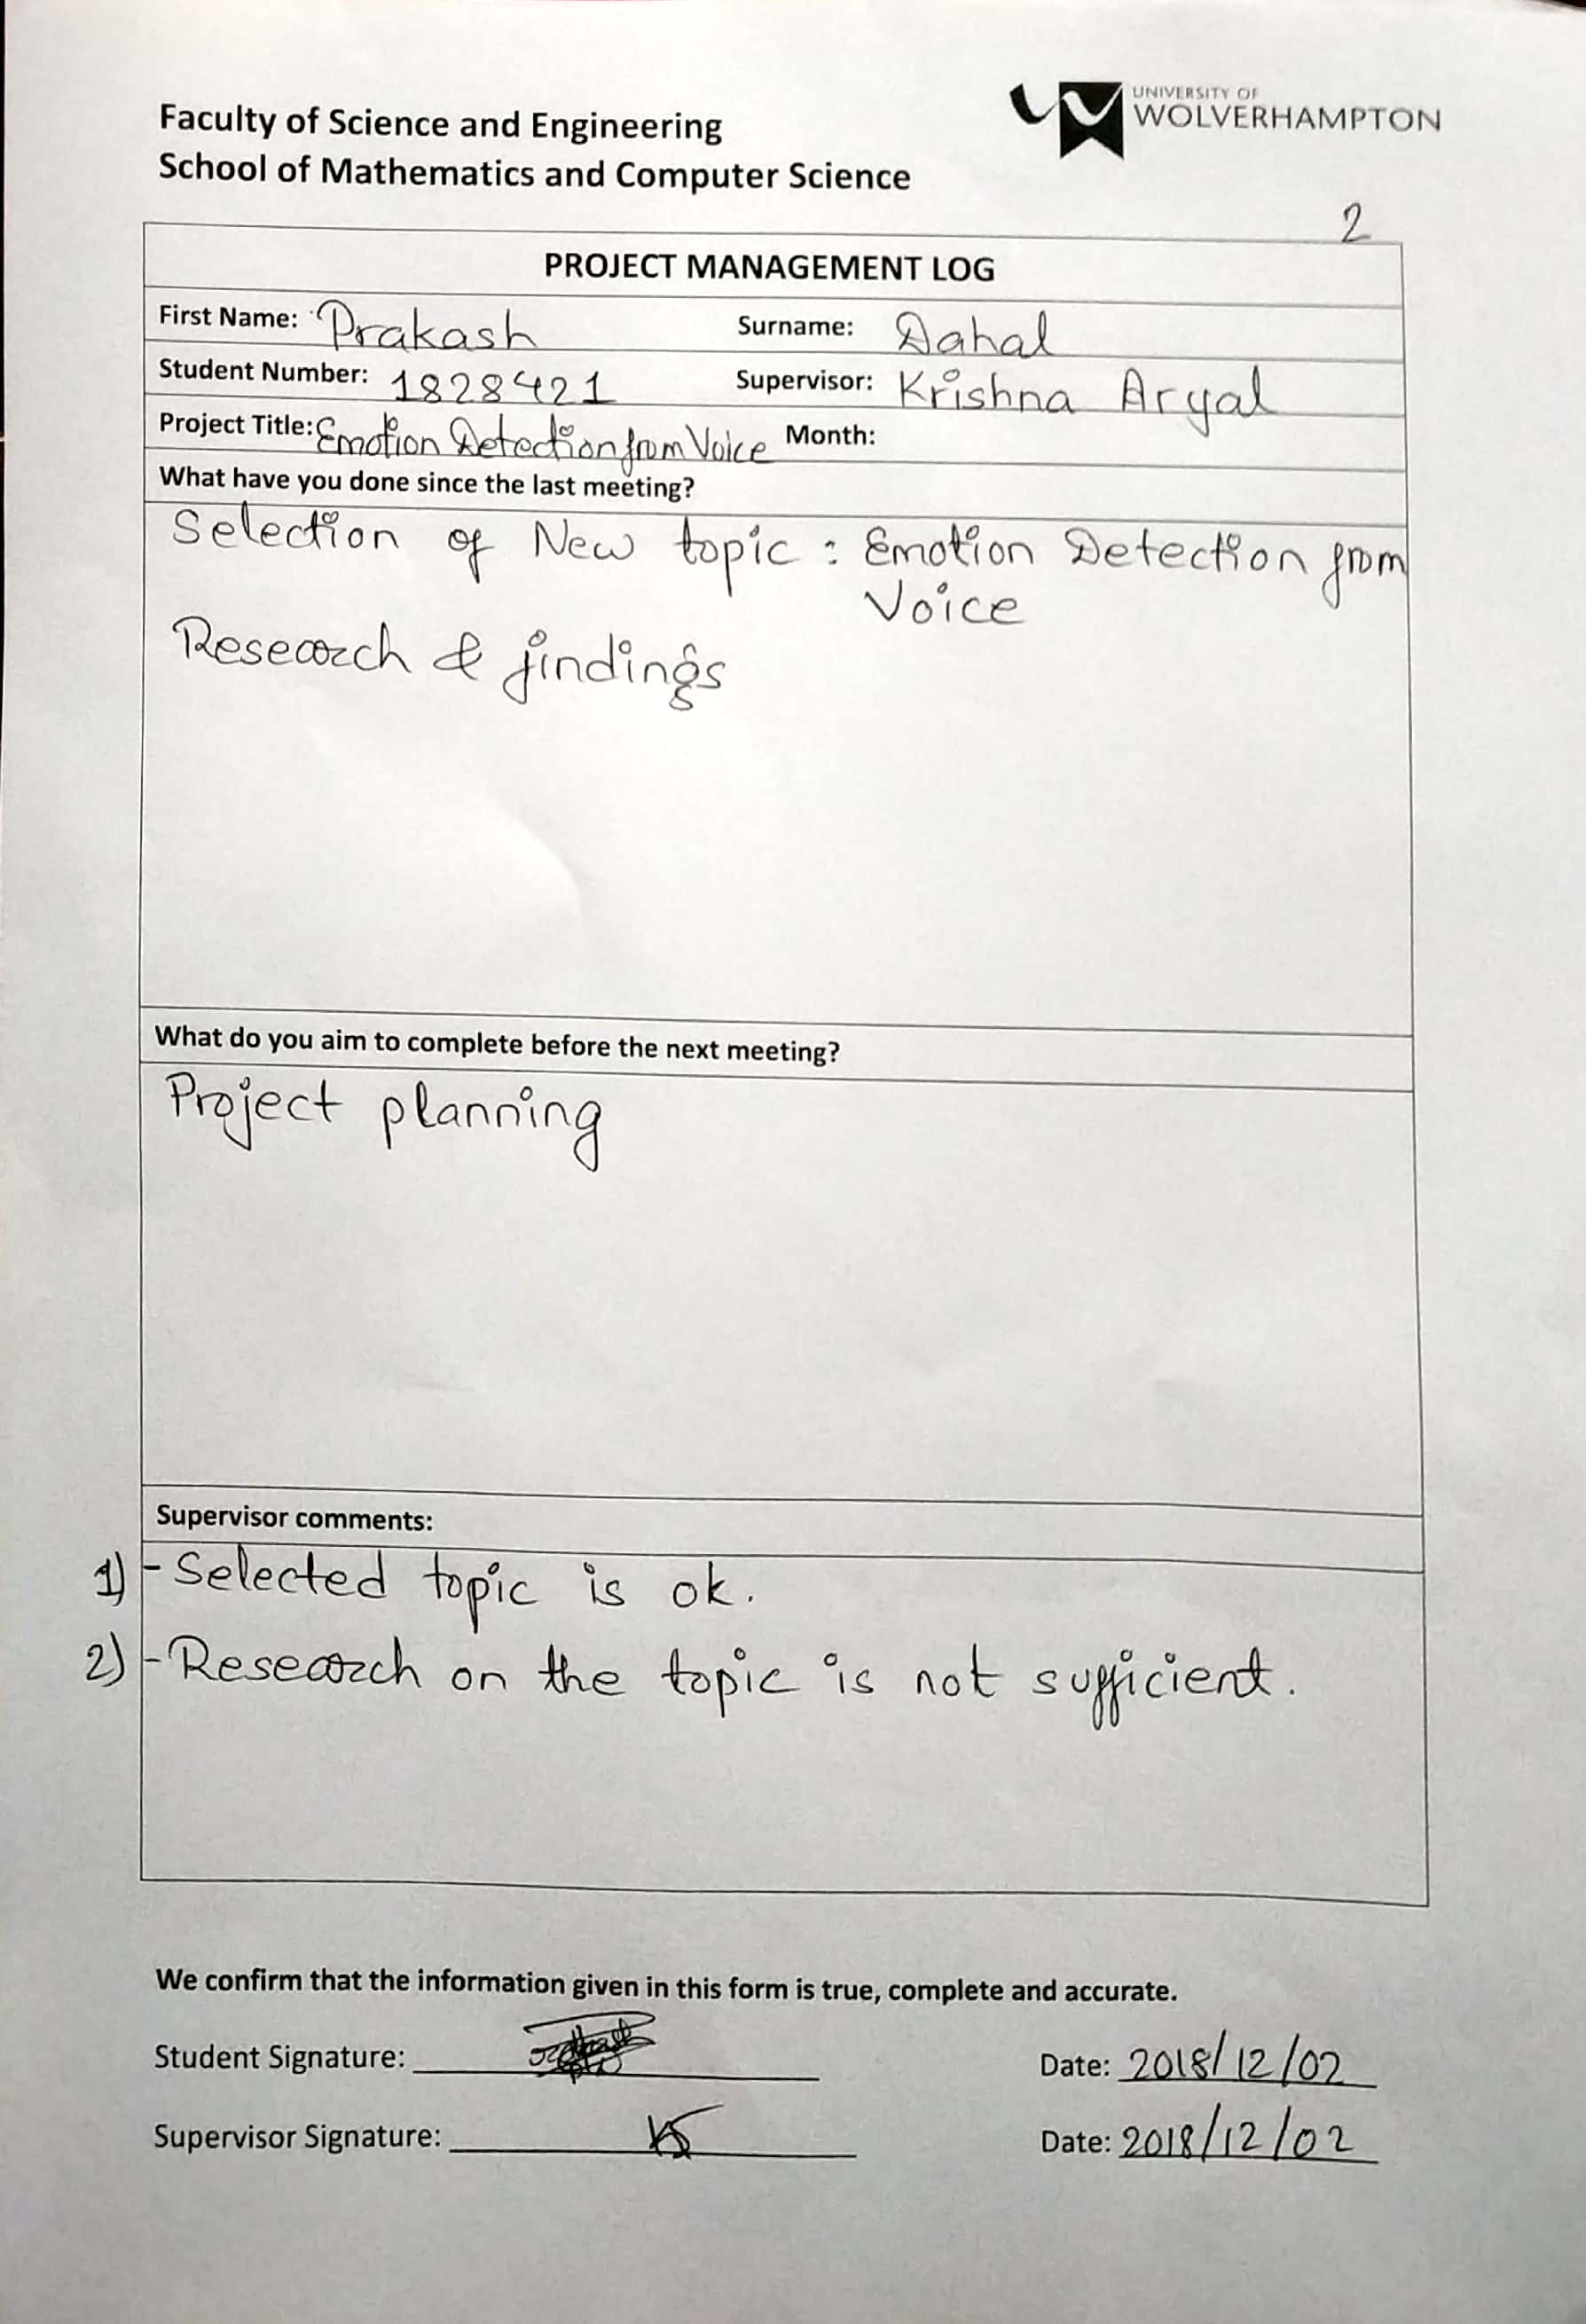 UNIVERSITY OF
WOLVERHAMPTON
Faculty of Science and Engineering
School of Mathematics and Computer Science
2
PROJECT MANAGEMENT LOG
First Name: Prakash Surname: Dahal
Student Number: 1828421 Supervisor: Krishna Aryal
Project Title: Emotion Detection from Voice Month:
What have you done since the last meeting?
Selection of New topic : Emotion Detection from
Voice
Research & findings
What do you aim to complete before the next meeting?
Project planning
Supervisor comments:
1) - Selected topic is ok.
2) - Research on the topic is not sufficient.
We confirm that the information given in this form is true, complete and accurate.
Student Signature: Date: 2018/12/02
Supervisor Signature: Date: 2018/12/02